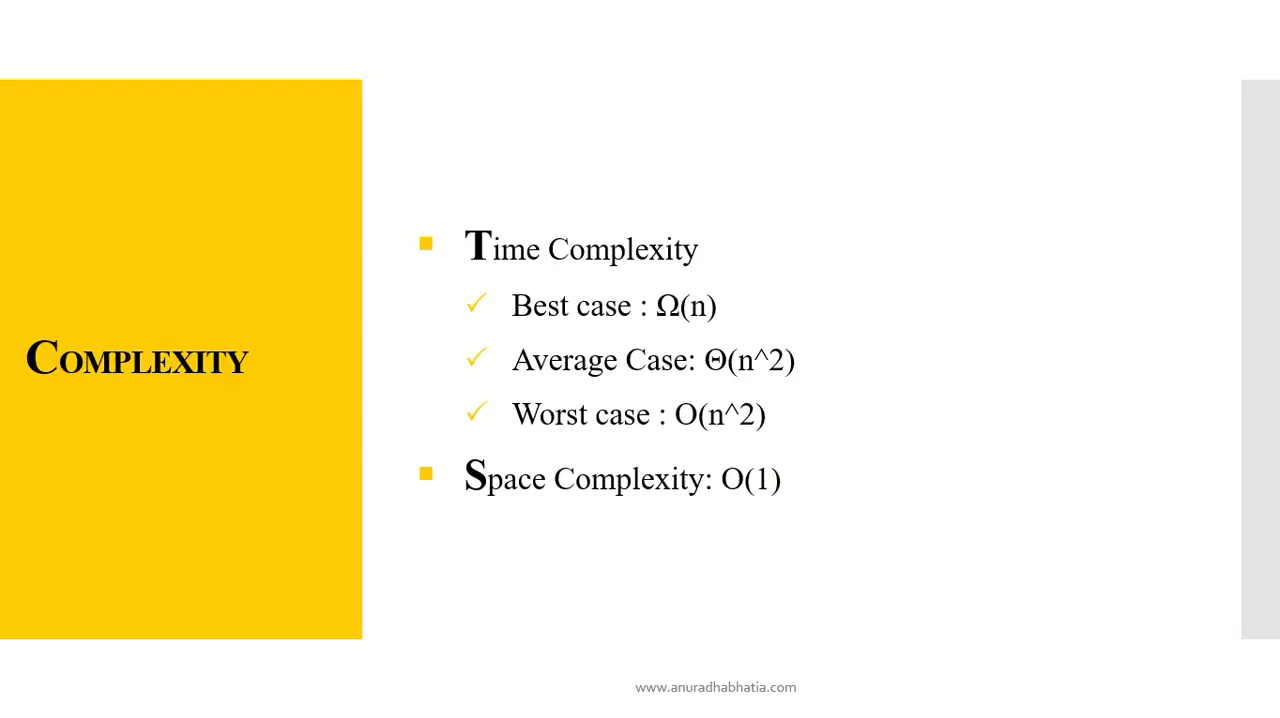 COMPLEXITY
Time Complexity
Best case : Ω(n)
Average Case: Θ(n^2)
Worst case : O(n^2)
Space Complexity: O(1)
www.anuradhabhatia.com